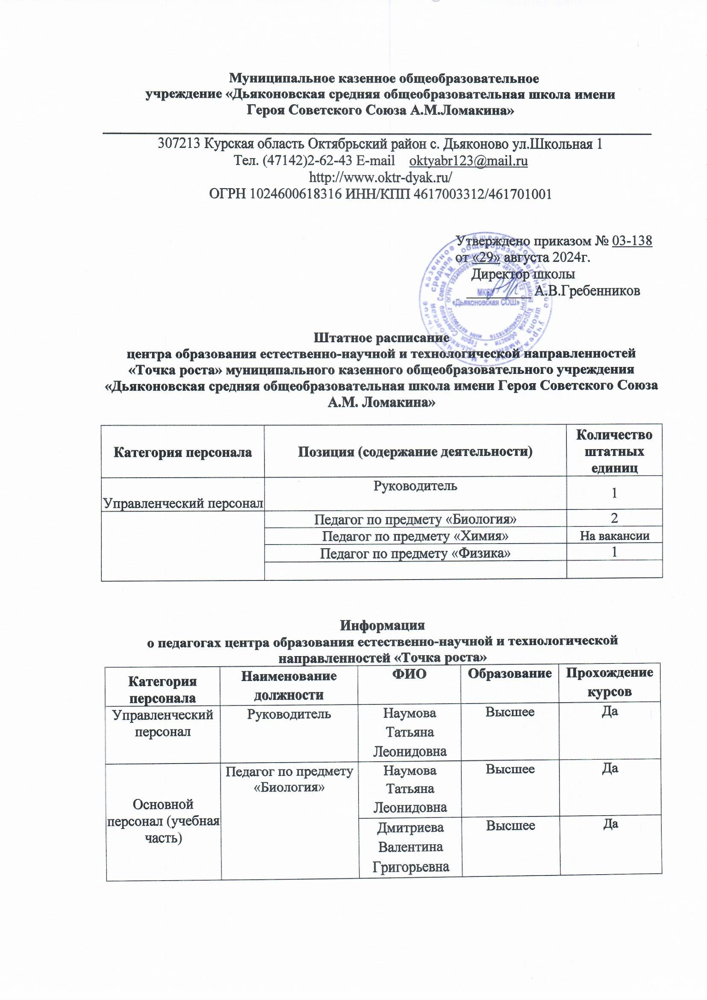 Муниципальное казенное общеобразовательное
учреждение «Дьяконовская средняя общеобразовательная школа имени
Героя Советского Союза А.М.Ломакина»
307213 Курская область Октябрьский район с. Дьяконово ул.Школьная 1
Тел. (47142)2-62-43 E-mail oktyabr123@mail.ru
http://www.oktr-dyak.ru/
ОГРН 1024600618316 ИНН/КПП 4617003312/461701001
Утверждено приказом № 03-138
от «29» августа 2024г.
Директор школы
А.В.Гребенников
МКОУ
«Дьяконовская СОШ»
Штатное расписание
центра образования естественно-научной и технологической направленностей
«Точка роста» муниципального казенного общеобразовательного учреждения
«Дьяконовская средняя общеобразовательная школа имени Героя Советского Союза
А.М. Ломакина»
Категория персонала Позиция (содержание деятельности) Количество
штатных
единиц
Управленческий персонал Руководитель 1
Педагог по предмету «Биология» 2
Педагог по предмету «Химия» На вакансии
Педагог по предмету «Физика» 1
Информация
о педагогах центра образования естественно-научной и технологической
направленностей «Точка роста»
Категория Наименование ФИО Образование Прохождение
персонала должности курсов
Управленческий Руководитель Наумова Высшее Да
персонал Татьяна
Леонидовна
Педагог по предмету Наумова Высшее Да
«Биология» Татьяна
Основной Леонидовна
персонал (учебная Дмитриева Высшее Да
часть) Валентина
Григорьевна